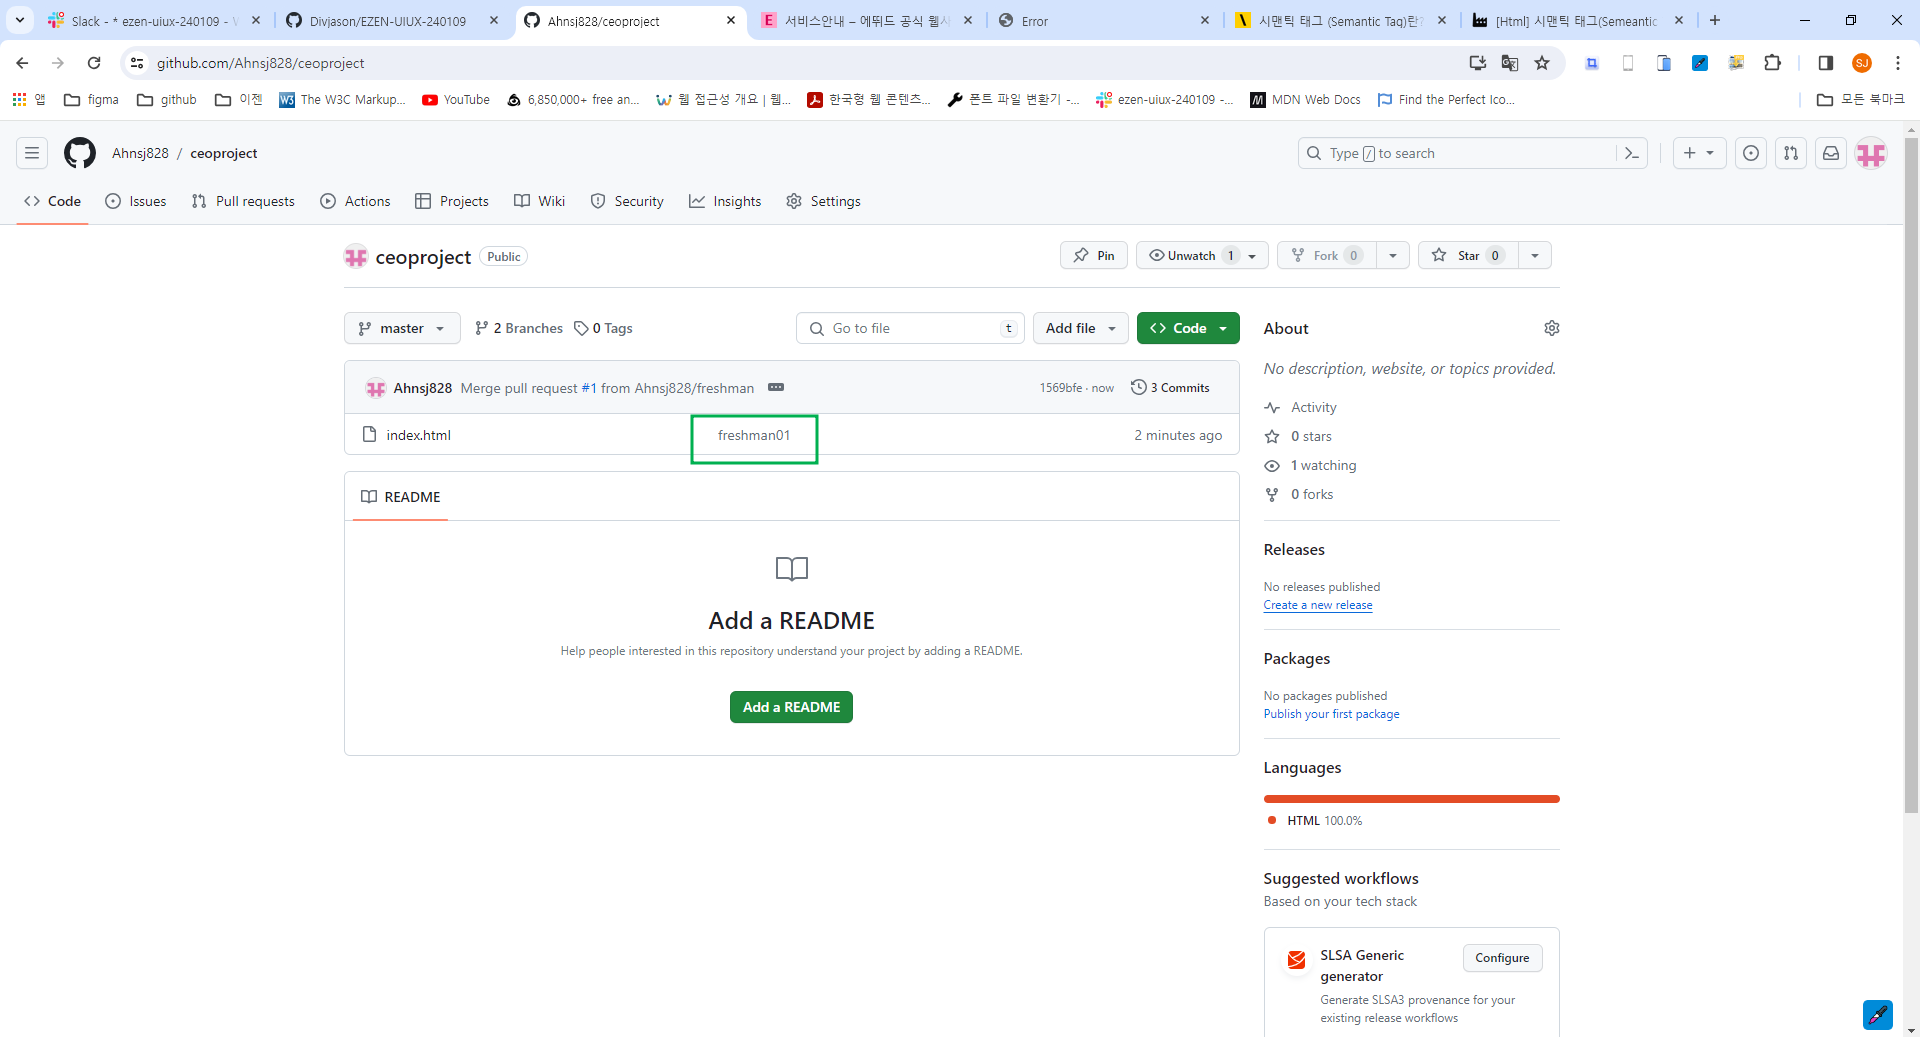 Slack - * ezen-uiux-240109 - V
Divjason/EZEN-UIUX-240109
Ahnsj828/ceoproject
서비스안내 – 에뛰드 공식 웹사
Error
시맨틱 태그 (Semantic Tag)란?
[Html] 시맨틱 태그(Semeantic
github.com/Ahnsj828/ceoproject
SJ
앱
figma
github
이젠
The W3C Markup...
YouTube
6,850,000+ free an...
웹 접근성 개요 | 웹...
한국형 웹 콘텐츠...
폰트 파일 변환기 -...
ezen-uiux-240109 -...
MDN Web Docs
Find the Perfect Ico...
모든 북마크
Ahnsj828 / ceoproject
Type / to search
Code
Issues
Pull requests
Actions
Projects
Wiki
Security
Insights
Settings
ceoproject
Public
Pin
Unwatch 1
Fork 0
Star 0
master
2 Branches
0 Tags
Go to file
t
Add file
Code
Ahnsj828 Merge pull request #1 from Ahnsj828/freshman
1569bfe · now
3 Commits
index.html
freshman01
2 minutes ago
README
Add a README
Help people interested in this repository understand your project by adding a README.
Add a README
About
No description, website, or topics provided.
Activity
0 stars
1 watching
0 forks
Releases
No releases published
Create a new release
Packages
No packages published
Publish your first package
Languages
HTML 100.0%
Suggested workflows
Based on your tech stack
SLSA Generic
generator
Configure
Generate SLSA3 provenance for your
existing release workflows